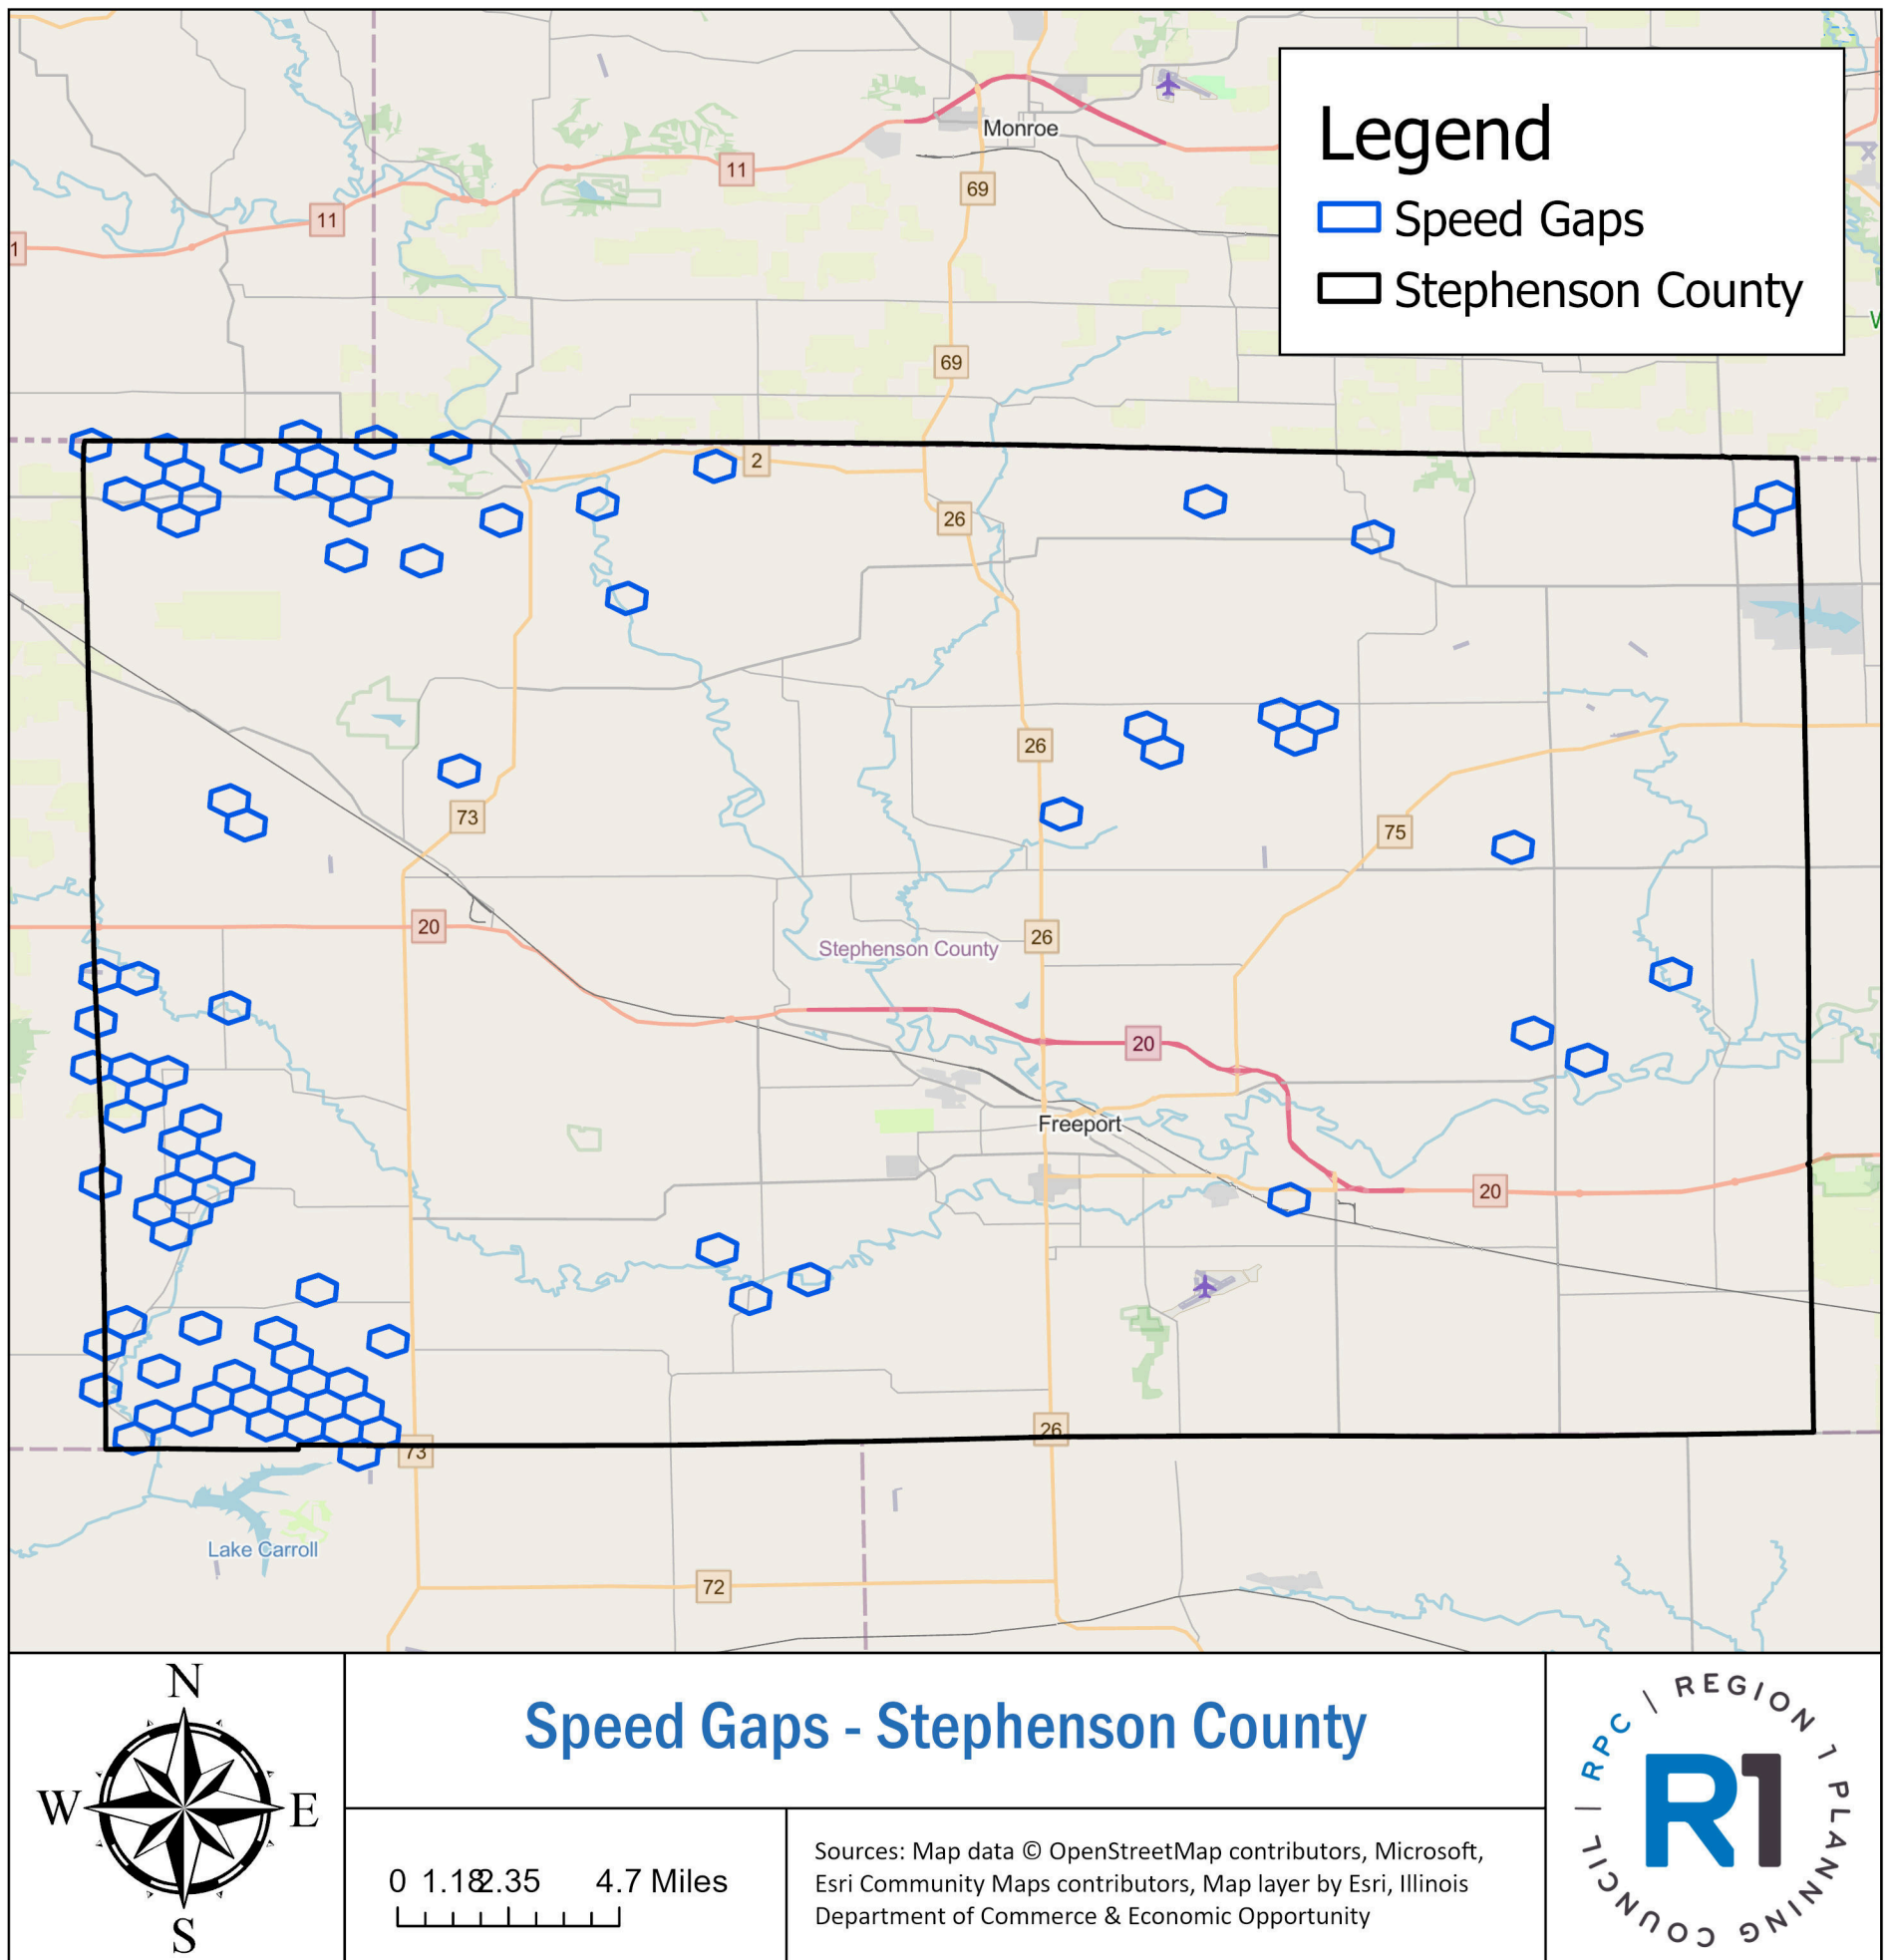 Legend
Speed Gaps
Stephenson County
Monroe
11
69
11
1
69
2
26
26
73
75
20
Stephenson County
26
20
Freeport
20
26
73
Lake Carroll
72
N
W
E
S
Speed Gaps - Stephenson County
0 1.18 2.35 4.7 Miles
Sources: Map data © OpenStreetMap contributors, Microsoft,
Esri Community Maps contributors, Map layer by Esri, Illinois
Department of Commerce & Economic Opportunity
| RPC | REGION 1 PLANNING COUNCIL
R1